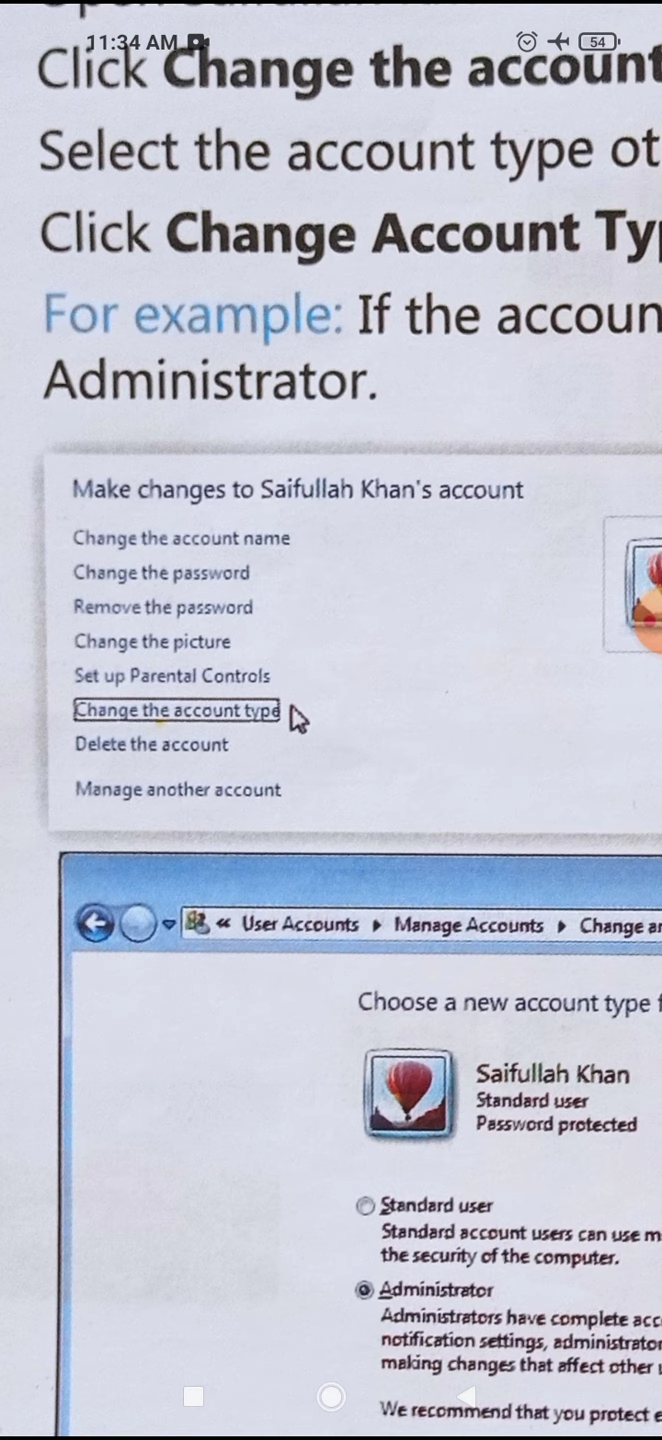 11:34 AM
54
Click Change the account
Select the account type ot
Click Change Account Typ
For example: If the accoun
Administrator.
Make changes to Saifullah Khan's account
Change the account name
Change the password
Remove the password
Change the picture
Set up Parental Controls
Change the account type
Delete the account
Manage another account
« User Accounts Manage Accounts Change a
Choose a new account type f
Saifullah Khan
Standard user
Password protected
Standard user
Standard account users can use m
the security of the computer.
Administrator
Administrators have complete acc
notification settings, administrator
making changes that affect other
We recommend that you protect e